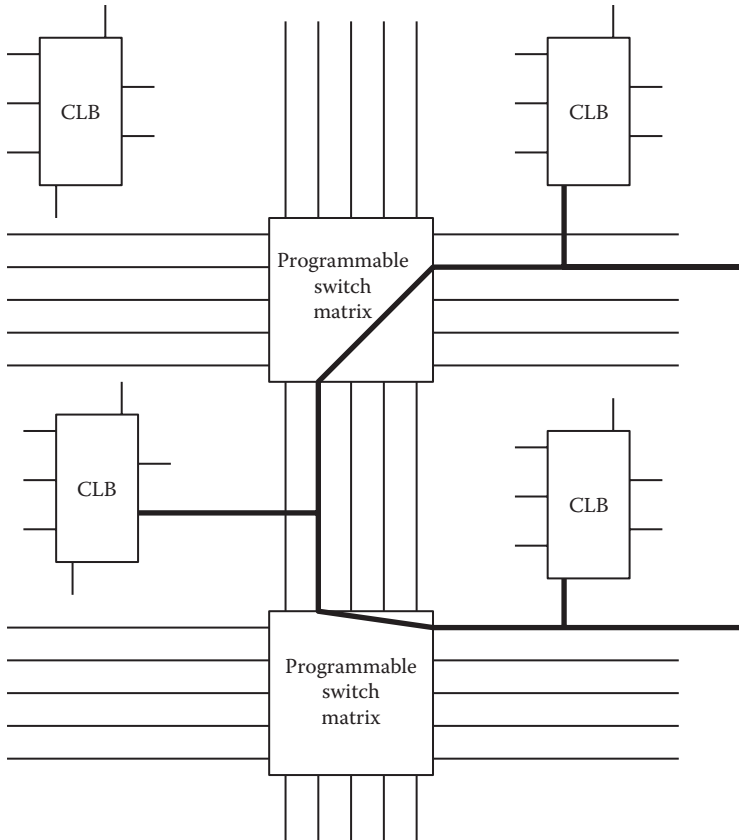 CLB
CLB
Programmable
switch
matrix
CLB
CLB
Programmable
switch
matrix